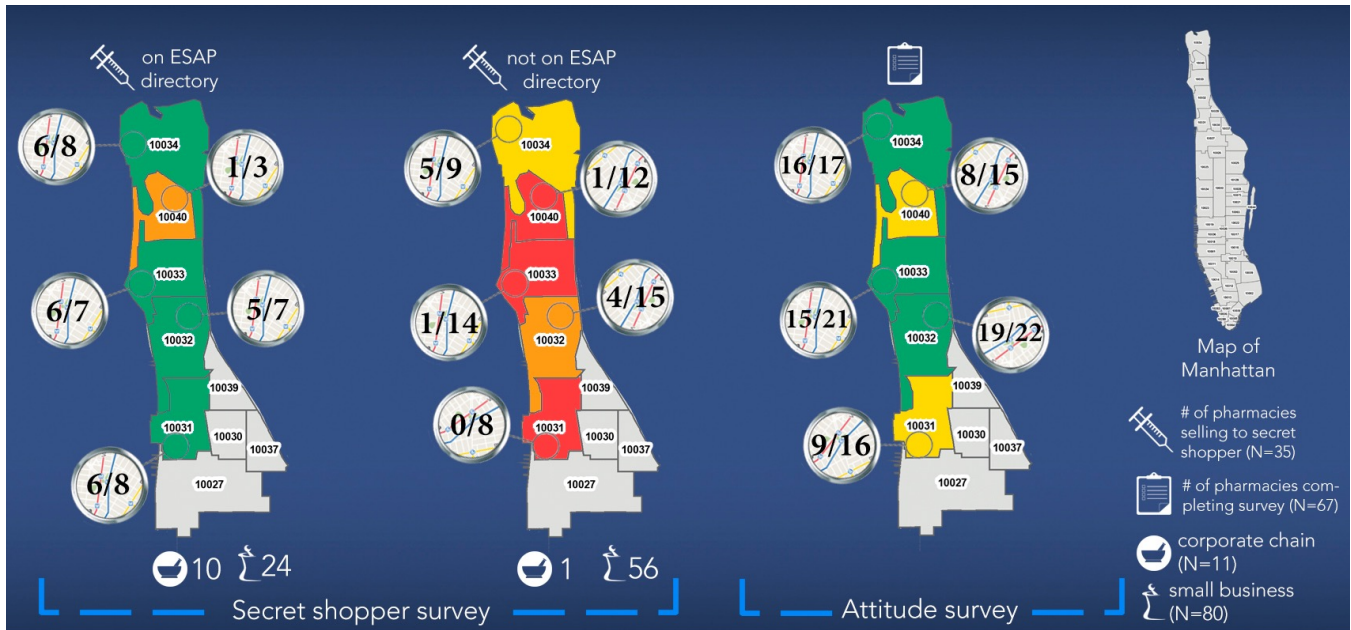 on ESAP
directory
6/8
10034
1/3
10040
10033
6/7
5/7
10032
10039
10031
10030
10037
6/8
10027
10
24
not on ESAP
directory
5/9
10034
1/12
10040
10033
4/15
1/14
10032
10039
0/8
10031
10030
10037
10027
1
56
Secret shopper survey
16/17
10034
8/15
10040
10033
15/21
19/22
10032
10039
9/16
10031
10030
10037
10027
Attitude survey
Map of
Manhattan
# of pharmacies
selling to secret
shopper (N=35)
# of pharmacies com-
pleting survey (N=67)
corporate chain
(N=11)
small business
(N=80)